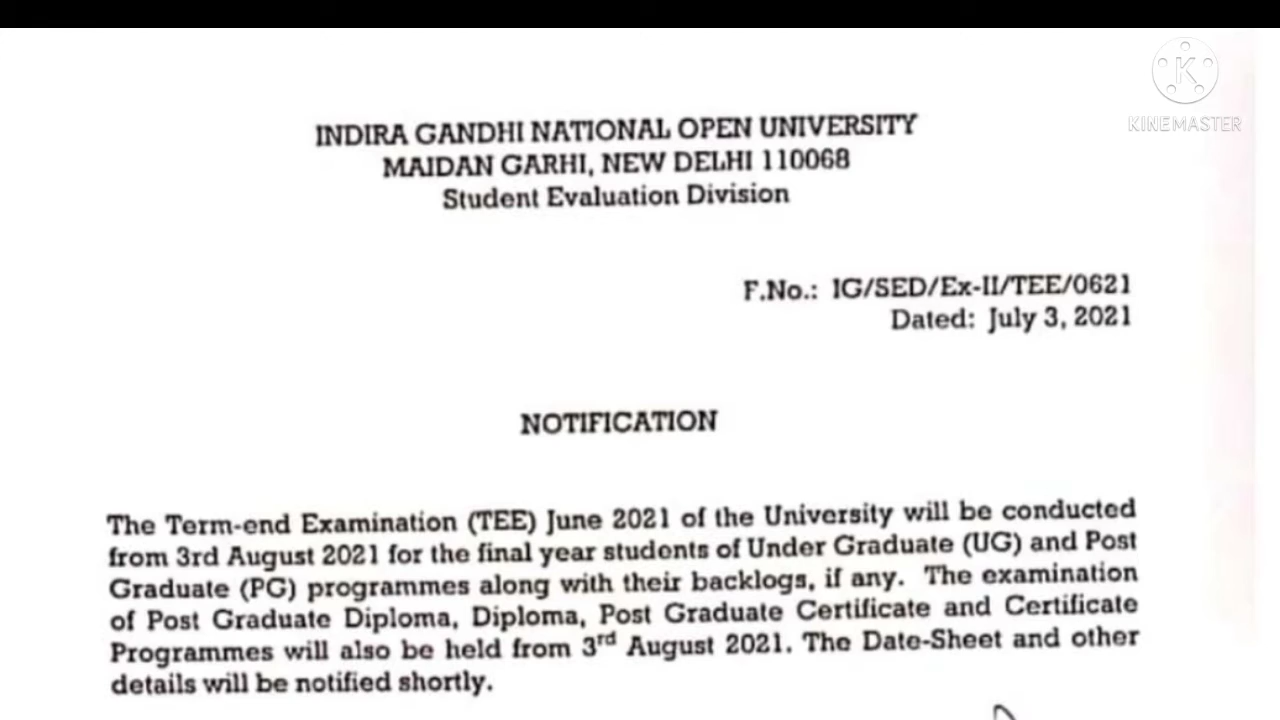 K
KINEMASTER
INDIRA GANDHI NATIONAL OPEN UNIVERSITY
MAIDAN GARHI, NEW DELHI 110068
Student Evaluation Division
F.No.: IG/SED/Ex-II/TEE/0621
Dated: July 3, 2021
NOTIFICATION
The Term-end Examination (TEE) June 2021 of the University will be conducted
from 3rd August 2021 for the final year students of Under Graduate (UG) and Post
Graduate (PG) programmes along with their backlogs, if any. The examination
of Post Graduate Diploma, Diploma, Post Graduate Certificate and Certificate
Programmes will also be held from 3rd August 2021. The Date-Sheet and other
details will be notified shortly.